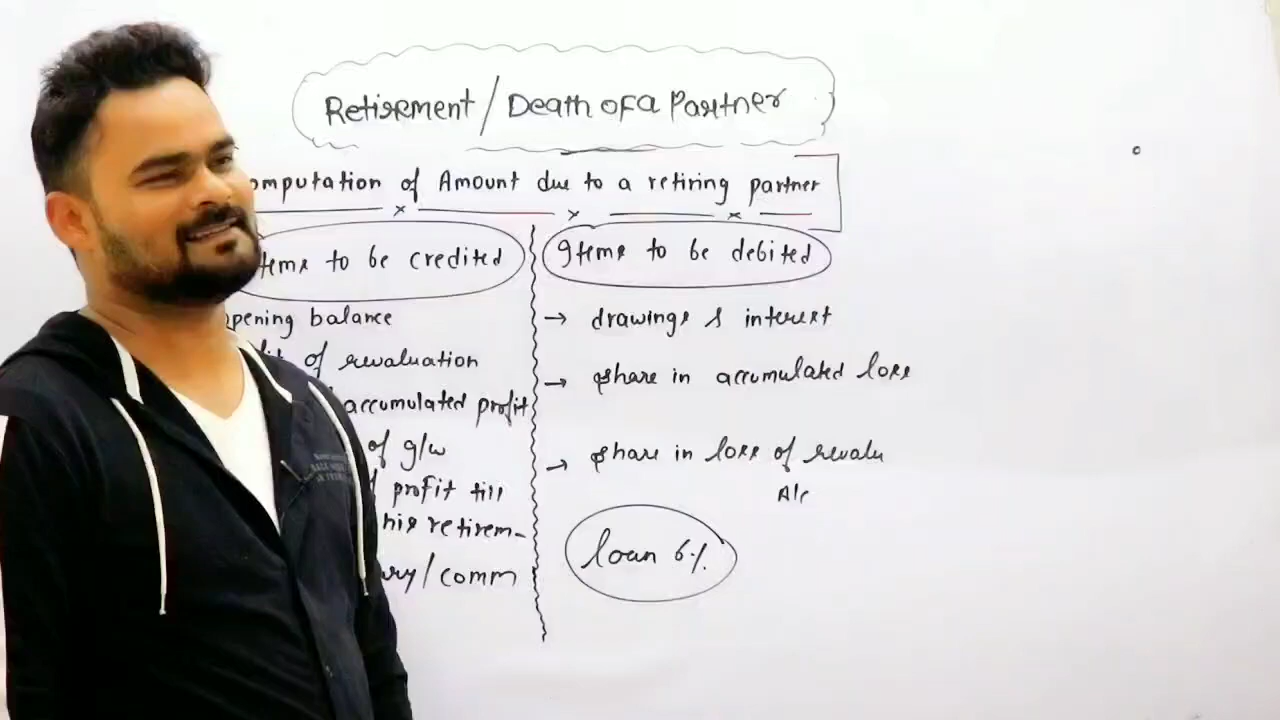 Retirement / Death of a Partner
omputation of Amount due to a retiring partner
tems to be credited
pening balance
of revaluation
accumulated profit
of g/w
profit till
his retirem-
ary/comm
Items to be debited
→ drawings & interest
→ share in accumulated loss
→ share in loss of revalu
A/c
loan 6%